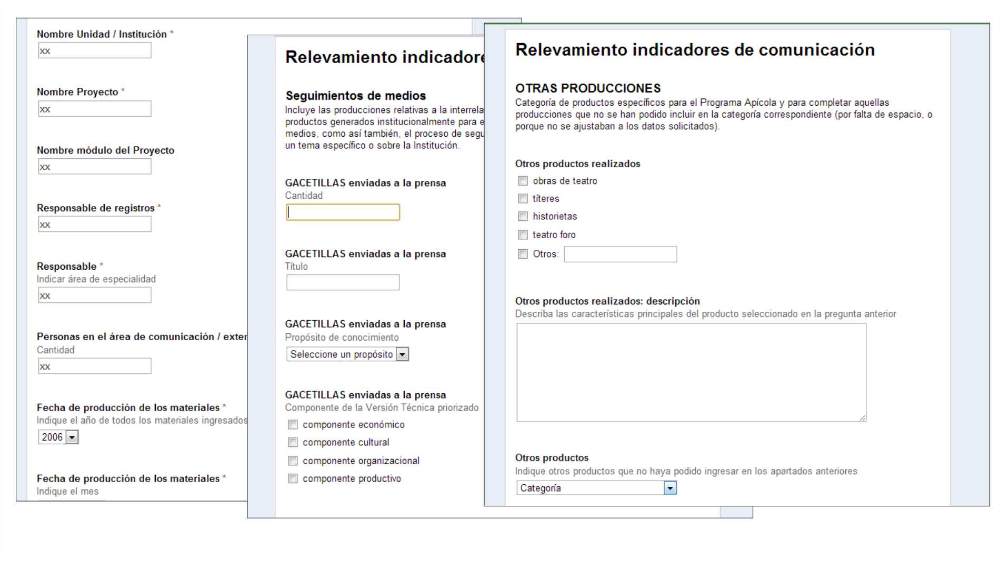 Nombre Unidad / Institución *
xx
Nombre Proyecto *
xx
Nombre módulo del Proyecto
xx
Responsable de registros *
xx
Responsable *
Indicar área de especialidad
xx
Personas en el área de comunicación /
Cantidad
xx
Fecha de producción de los materiales *
Indique el año de todos los materiales ingresados
2006
Fecha de producción de los materiales *
Indique el mes
Relevamiento
Seguimientos de medios
Incluye las producciones relativas a la
productos generados institucionalmente para
medios, como así también, el proceso de
un tema específico o sobre la Institución.
GACETILLAS enviadas a la prensa
Cantidad
GACETILLAS enviadas a la prensa
Título
GACETILLAS enviadas a la prensa
Propósito de conocimiento
Seleccione un propósito
GACETILLAS enviadas a la prensa
Componente de la Versión Técnica priorizado
componente económico
componente cultural
componente organizacional
componente productivo
Relevamiento indicadores de comunicación
OTRAS PRODUCCIONES
Categoría de productos específicos para el Programa Apícola y para completar aquellas
producciones que no se han podido incluir en la categoría correspondiente (por falta de espacio, o
porque no se ajustaban a los datos solicitados).
Otros productos realizados
obras de teatro
títeres
historietas
teatro foro
Otros:
Otros productos realizados: descripción
Describa las características principales del producto seleccionado en la pregunta anterior
Otros productos
Indique otros productos que no haya podido ingresar en los apartados anteriores
Categoría